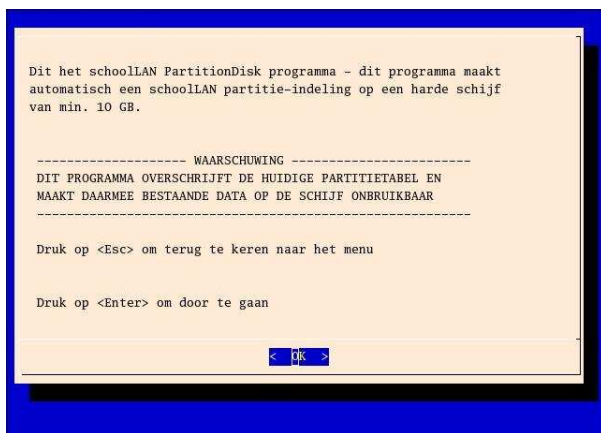 Dit het schoolLAN PartitionDisk programma - dit programma maakt
automatisch een schoolLAN partitie-indeling op een harde schijf
van min. 10 GB.
-------------------- WAARSCHUWING ------------------------
DIT PROGRAMMA OVERSCHRIJFT DE HUIDIGE PARTITIETABEL EN
MAAKT DAARMEE BESTAANDE DATA OP DE SCHIJF ONBRUIKBAAR
----------------------------------------------------------
Druk op <Esc> om terug te keren naar het menu
Druk op <Enter> om door te gaan
< OK >